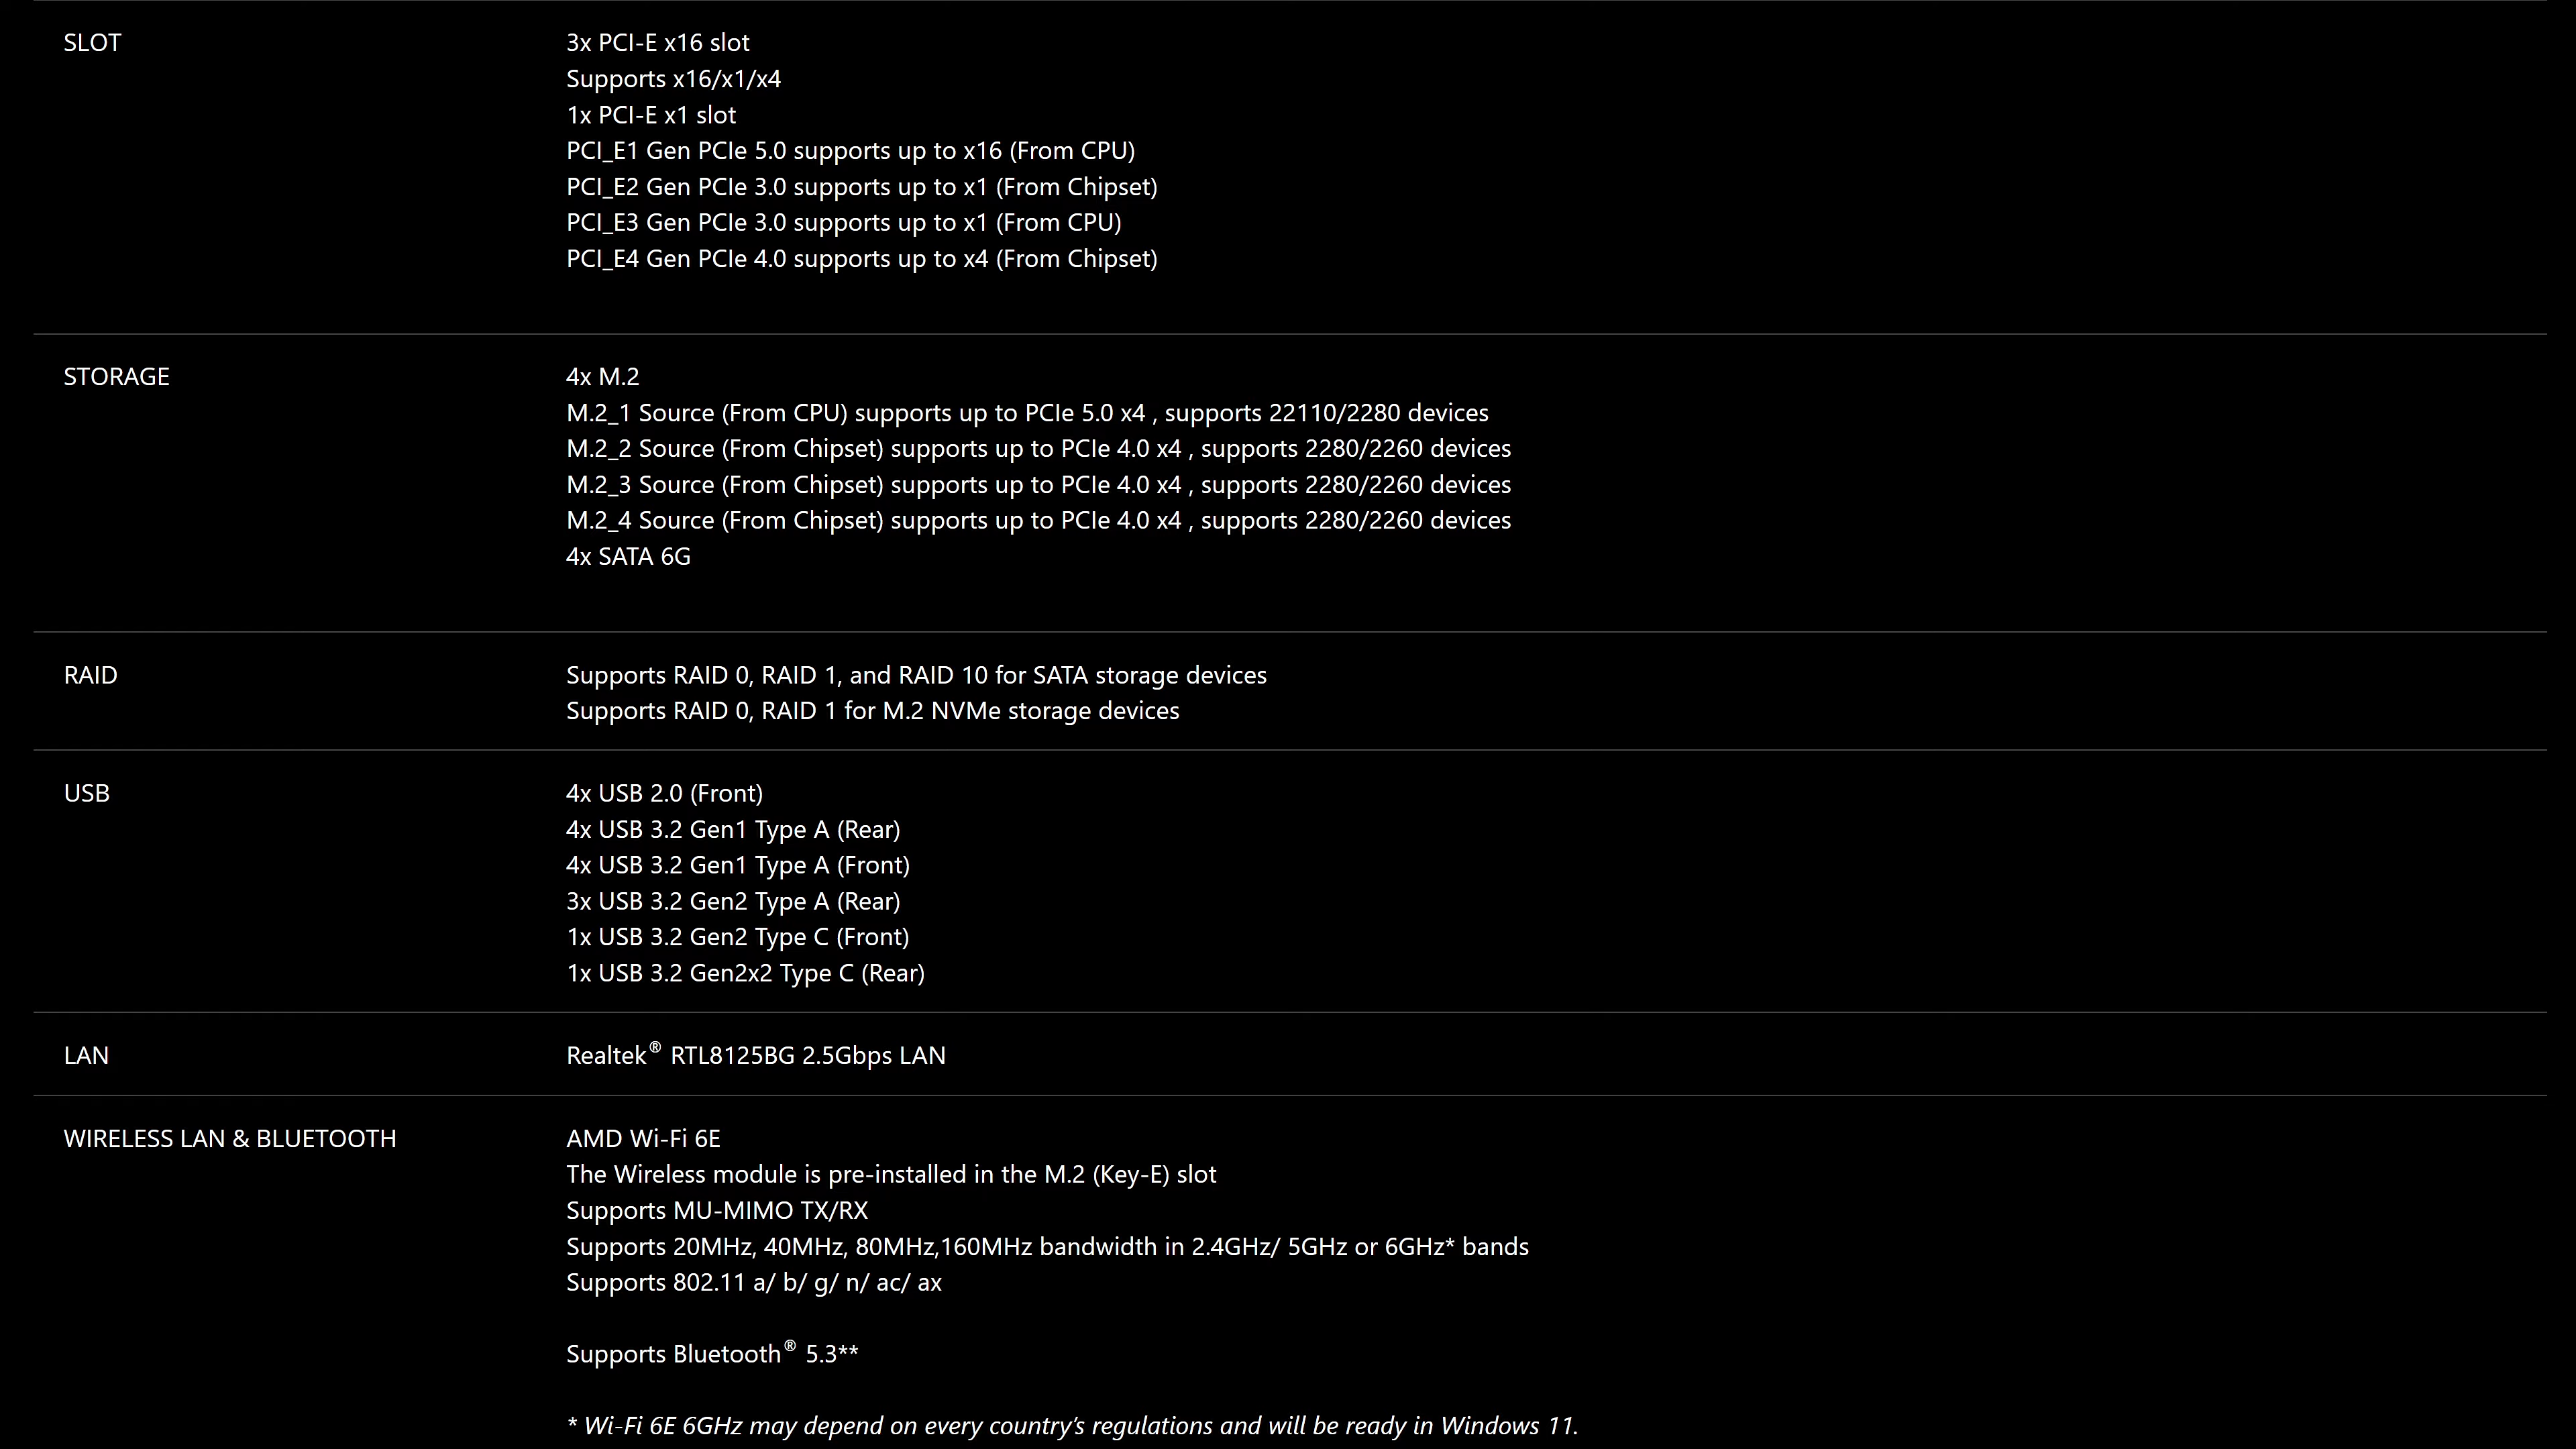 SLOT
3x PCI-E x16 slot
Supports x16/x1/x4
1x PCI-E x1 slot
PCI_E1 Gen PCIe 5.0 supports up to x16 (From CPU)
PCI_E2 Gen PCIe 3.0 supports up to x1 (From Chipset)
PCI_E3 Gen PCIe 3.0 supports up to x1 (From CPU)
PCI_E4 Gen PCIe 4.0 supports up to x4 (From Chipset)
STORAGE
4x M.2
M.2_1 Source (From CPU) supports up to PCIe 5.0 x4 , supports 22110/2280 devices
M.2_2 Source (From Chipset) supports up to PCIe 4.0 x4 , supports 2280/2260 devices
M.2_3 Source (From Chipset) supports up to PCIe 4.0 x4 , supports 2280/2260 devices
M.2_4 Source (From Chipset) supports up to PCIe 4.0 x4 , supports 2280/2260 devices
4x SATA 6G
RAID
Supports RAID 0, RAID 1, and RAID 10 for SATA storage devices
Supports RAID 0, RAID 1 for M.2 NVMe storage devices
USB
4x USB 2.0 (Front)
4x USB 3.2 Gen1 Type A (Rear)
4x USB 3.2 Gen1 Type A (Front)
3x USB 3.2 Gen2 Type A (Rear)
1x USB 3.2 Gen2 Type C (Front)
1x USB 3.2 Gen2x2 Type C (Rear)
LAN
Realtek® RTL8125BG 2.5Gbps LAN
WIRELESS LAN & BLUETOOTH
AMD Wi-Fi 6E
The Wireless module is pre-installed in the M.2 (Key-E) slot
Supports MU-MIMO TX/RX
Supports 20MHz, 40MHz, 80MHz,160MHz bandwidth in 2.4GHz/ 5GHz or 6GHz* bands
Supports 802.11 a/ b/ g/ n/ ac/ ax
Supports Bluetooth® 5.3**
* Wi-Fi 6E 6GHz may depend on every country’s regulations and will be ready in Windows 11.